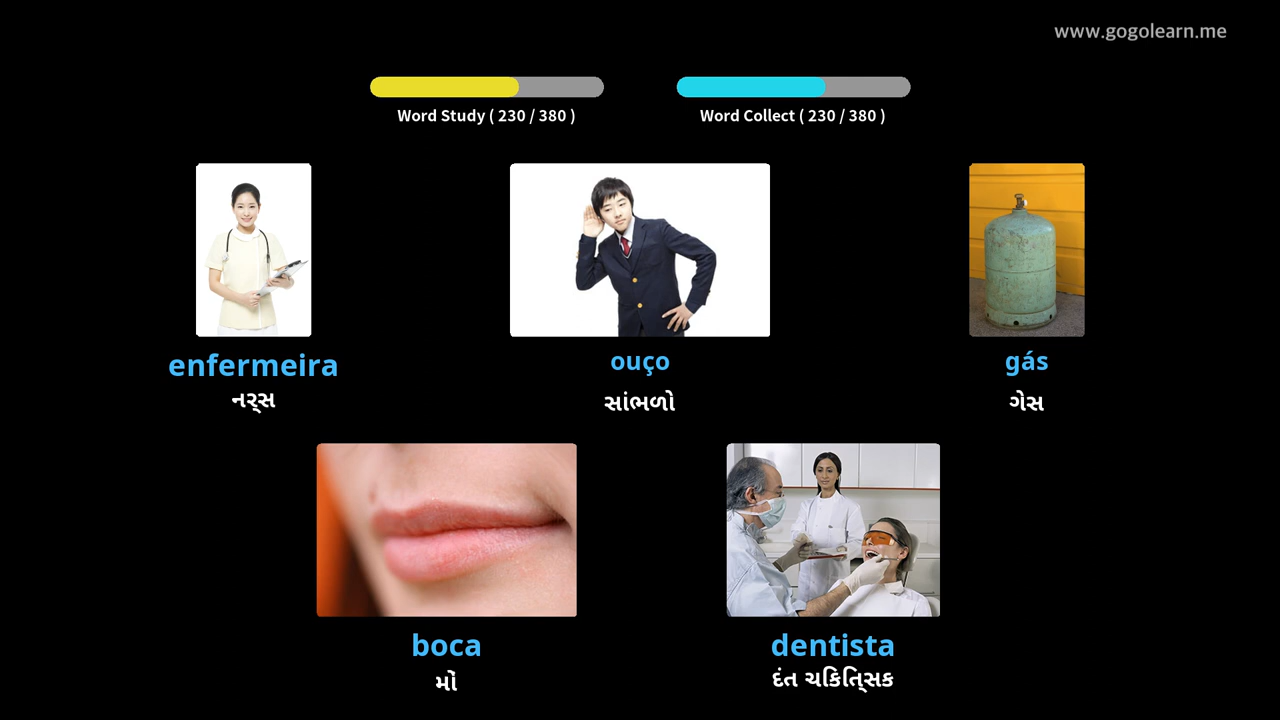 www.gogolearn.me
Word Study ( 230 / 380 )
Word Collect ( 230 / 380 )
enfermeira
નર્સ
ouço
સાંભળો
gás
ગેસ
boca
મોં
dentista
દંત ચિકિત્સક